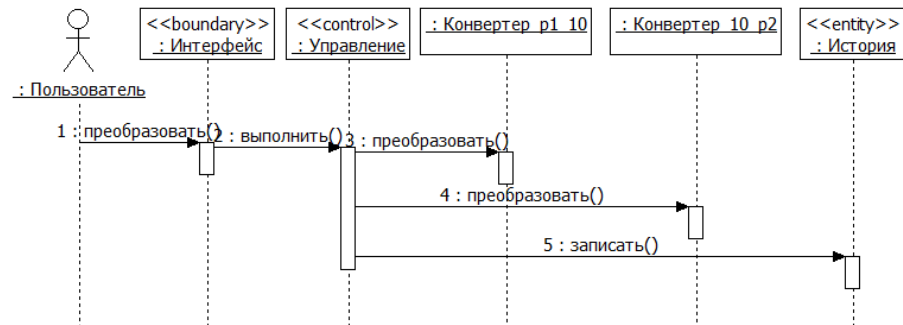 <<boundary>>
: Интерфейс
<<control>>
: Управление
: Конвертер_p1_10
: Конвертер_10_p2
<<entity>>
: История
: Пользователь
1 : преобразовать()
2 : выполнить()
3 : преобразовать()
4 : преобразовать()
5 : записать()